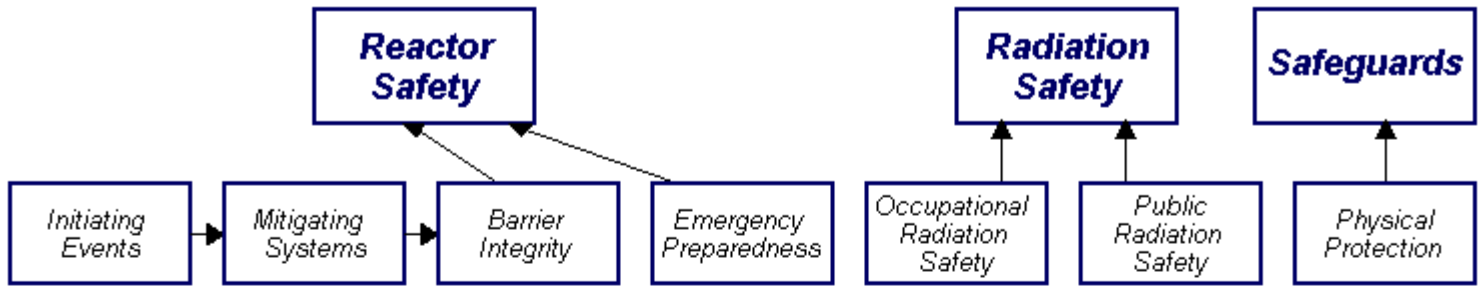 Reactor
Safety
Radiation
Safety
Safeguards
Initiating
Events
Mitigating
Systems
Barrier
Integrity
Emergency
Preparedness
Occupational
Radiation
Safety
Public
Radiation
Safety
Physical
Protection